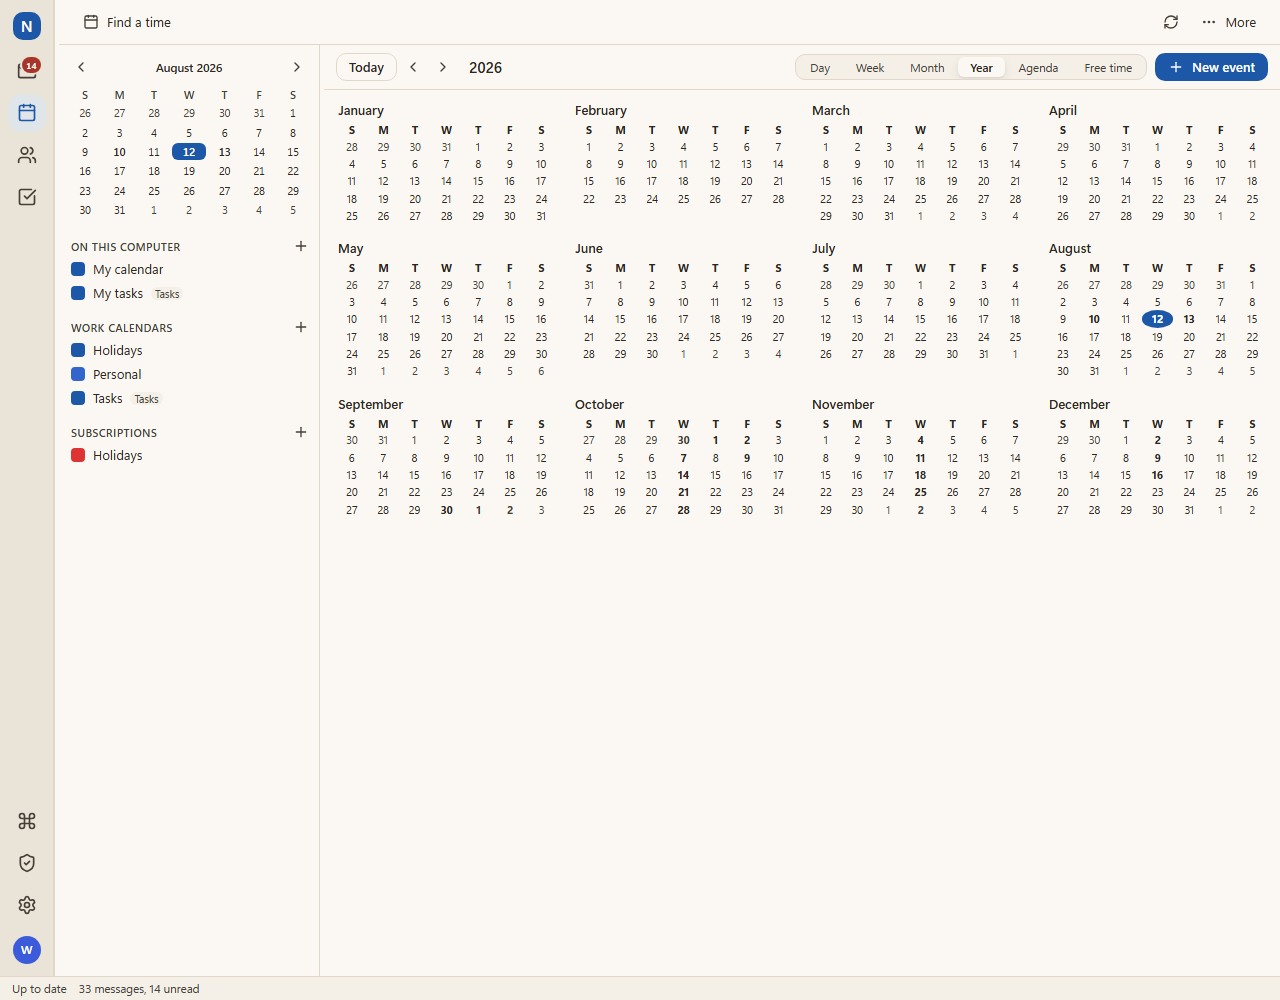 N
Find a time
More
14
August 2026
S M T W T F S
26 27 28 29 30 31 1
2 3 4 5 6 7 8
9 10 11 12 13 14 15
16 17 18 19 20 21 22
23 24 25 26 27 28 29
30 31 1 2 3 4 5
ON THIS COMPUTER
My calendar
My tasks Tasks
WORK CALENDARS
Holidays
Personal
Tasks Tasks
SUBSCRIPTIONS
Holidays
Today 2026 Day Week Month Year Agenda Free time New event
January
S M T W T F S
28 29 30 31 1 2 3
4 5 6 7 8 9 10
11 12 13 14 15 16 17
18 19 20 21 22 23 24
25 26 27 28 29 30 31
February
S M T W T F S
1 2 3 4 5 6 7
8 9 10 11 12 13 14
15 16 17 18 19 20 21
22 23 24 25 26 27 28
March
S M T W T F S
1 2 3 4 5 6 7
8 9 10 11 12 13 14
15 16 17 18 19 20 21
22 23 24 25 26 27 28
29 30 31 1 2 3 4
April
S M T W T F S
29 30 31 1 2 3 4
5 6 7 8 9 10 11
12 13 14 15 16 17 18
19 20 21 22 23 24 25
26 27 28 29 30 1 2
May
S M T W T F S
26 27 28 29 30 1 2
3 4 5 6 7 8 9
10 11 12 13 14 15 16
17 18 19 20 21 22 23
24 25 26 27 28 29 30
31 1 2 3 4 5 6
June
S M T W T F S
31 1 2 3 4 5 6
7 8 9 10 11 12 13
14 15 16 17 18 19 20
21 22 23 24 25 26 27
28 29 30 1 2 3 4
July
S M T W T F S
28 29 30 1 2 3 4
5 6 7 8 9 10 11
12 13 14 15 16 17 18
19 20 21 22 23 24 25
26 27 28 29 30 31 1
August
S M T W T F S
26 27 28 29 30 31 1
2 3 4 5 6 7 8
9 10 11 12 13 14 15
16 17 18 19 20 21 22
23 24 25 26 27 28 29
30 31 1 2 3 4 5
September
S M T W T F S
30 31 1 2 3 4 5
6 7 8 9 10 11 12
13 14 15 16 17 18 19
20 21 22 23 24 25 26
27 28 29 30 1 2 3
October
S M T W T F S
27 28 29 30 1 2 3
4 5 6 7 8 9 10
11 12 13 14 15 16 17
18 19 20 21 22 23 24
25 26 27 28 29 30 31
November
S M T W T F S
1 2 3 4 5 6 7
8 9 10 11 12 13 14
15 16 17 18 19 20 21
22 23 24 25 26 27 28
29 30 1 2 3 4 5
December
S M T W T F S
29 30 1 2 3 4 5
6 7 8 9 10 11 12
13 14 15 16 17 18 19
20 21 22 23 24 25 26
27 28 29 30 31 1 2
W
Up to date 33 messages, 14 unread